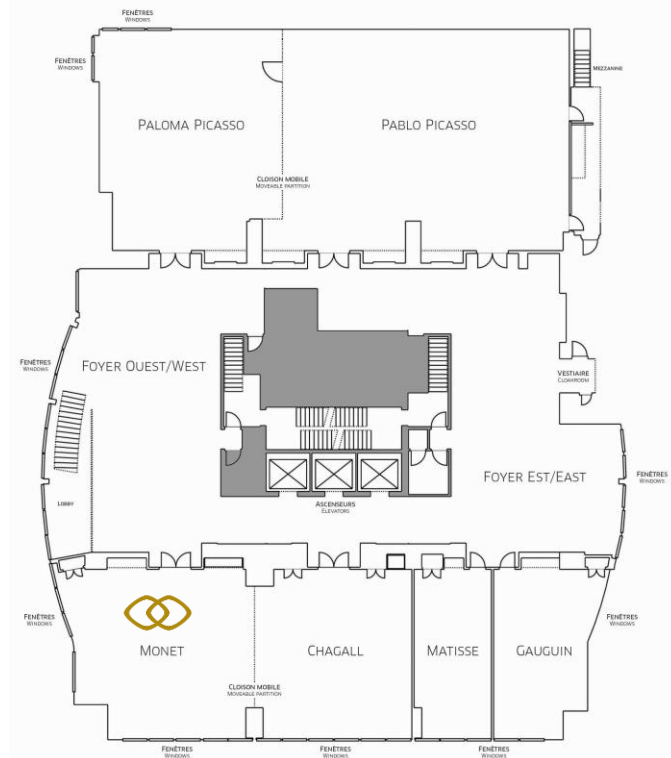 Fenêtres
Windows
Fenêtres
Windows
Mezzanine
Paloma Picasso
Pablo Picasso
Cloison mobile
Moveable partition
Fenêtres
Windows
Foyer Ouest/West
Vestiaire
Cloakroom
Foyer Est/East
Fenêtres
Windows
Lobby
Ascenseurs
Elevators
Fenêtres
Windows
Fenêtres
Windows
Monet
Chagall
Matisse
Gauguin
Cloison mobile
Moveable partition
Fenêtres
Windows
Fenêtres
Windows
Fenêtres
Windows